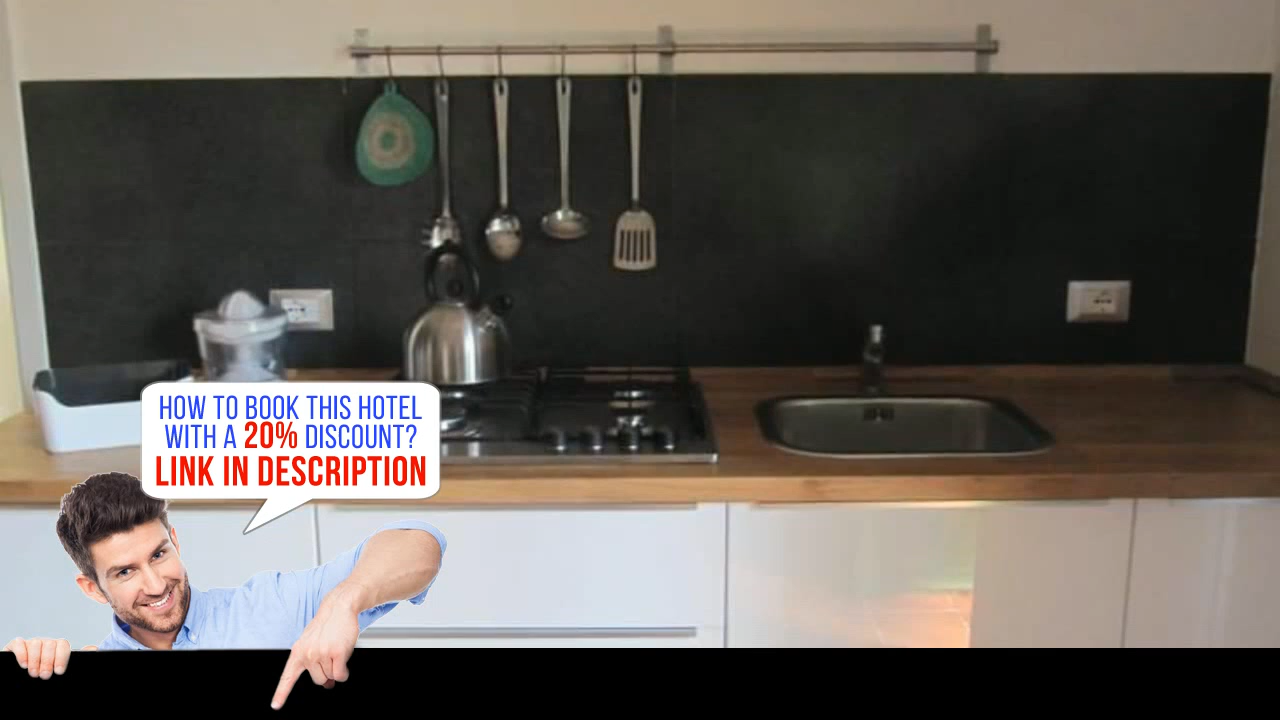 HOW TO BOOK THIS HOTEL
WITH A 20% DISCOUNT?
LINK IN DESCRIPTION